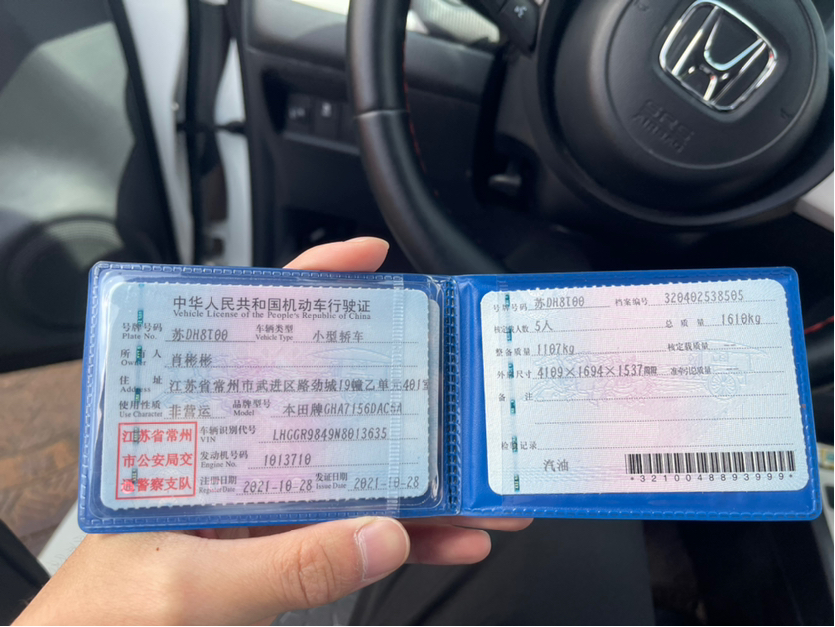 中华人民共和国机动车行驶证
Vehicle License of the People's Republic of China
号牌号码 苏DH8T00 车辆类型 小型轿车
Plate No. Vehicle Type
所有人 肖彬彬
Owner
住址 江苏省常州市武进区路劲城19幢乙单元401室
Address
使用性质 非营运 品牌型号 本田牌GHA7156DAC5A
Use Character Model
江苏省常州
市公安局交
通警察支队
车辆识别代号 LHGGR9849N8013635
VIN
发动机号码 1013710
Engine No.
注册日期 2021-10-28 发证日期 2021-10-28
Register Date Issue Date
号牌号码 苏DH8T00 档案编号 320402538505
核定载人数 5人 总质量 1610kg
整备质量 1107kg 核定载质量 --
外廓尺寸 4109×1694×1537mm 准牵引总质量 --
备注
检验记录
汽油
*3210048893999*